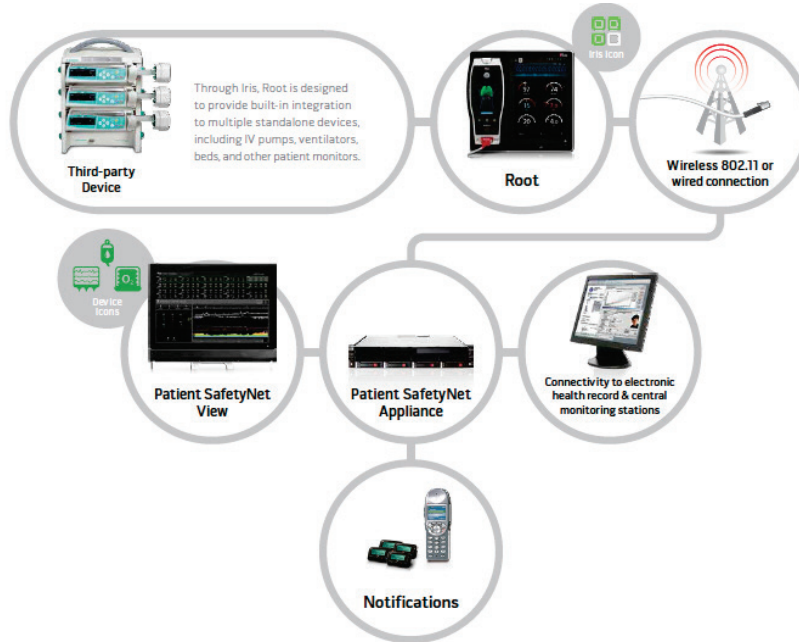 Iris Icon
Through Iris, Root is designed
to provide built-in integration
to multiple standalone devices,
including IV pumps, ventilators,
beds, and other patient monitors.
Third-party
Device
Root
Wireless 802.11 or
wired connection
Device
Icons
Patient SafetyNet
View
Patient SafetyNet
Appliance
Connectivity to electronic
health record & central
monitoring stations
Notifications